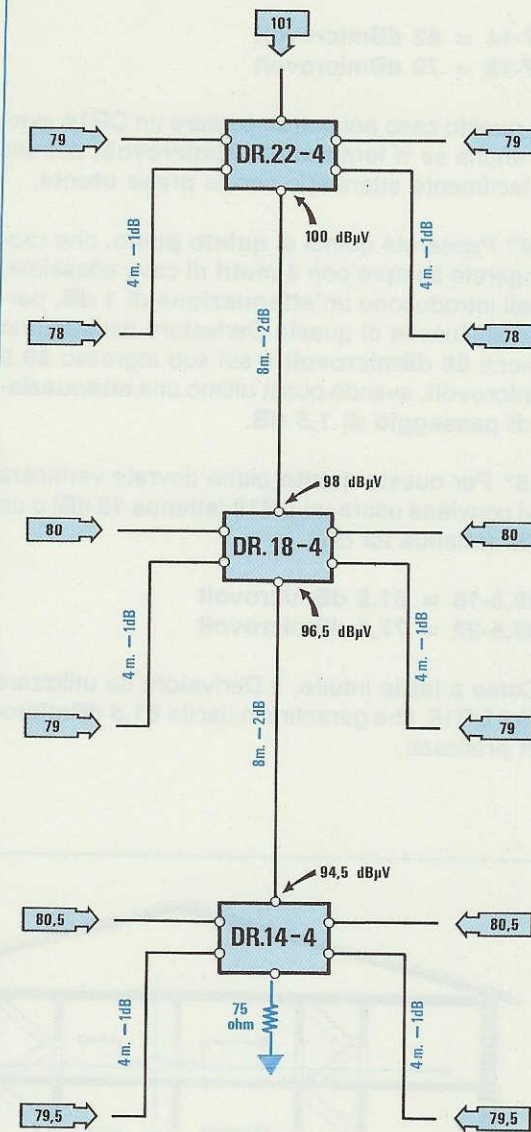 101
79
DR.22-4
79
100 dBµV
4 m. – 1dB
8m. – 2dB
4 m. – 1dB
78
78
98 dBµV
80
DR.18-4
80
96,5 dBµV
4 m. – 1dB
8m. – 2dB
4 m. – 1dB
79
79
94,5 dBµV
80,5
DR.14-4
80,5
75
ohm
4 m. – 1dB
4 m. – 1dB
79,5
79,5